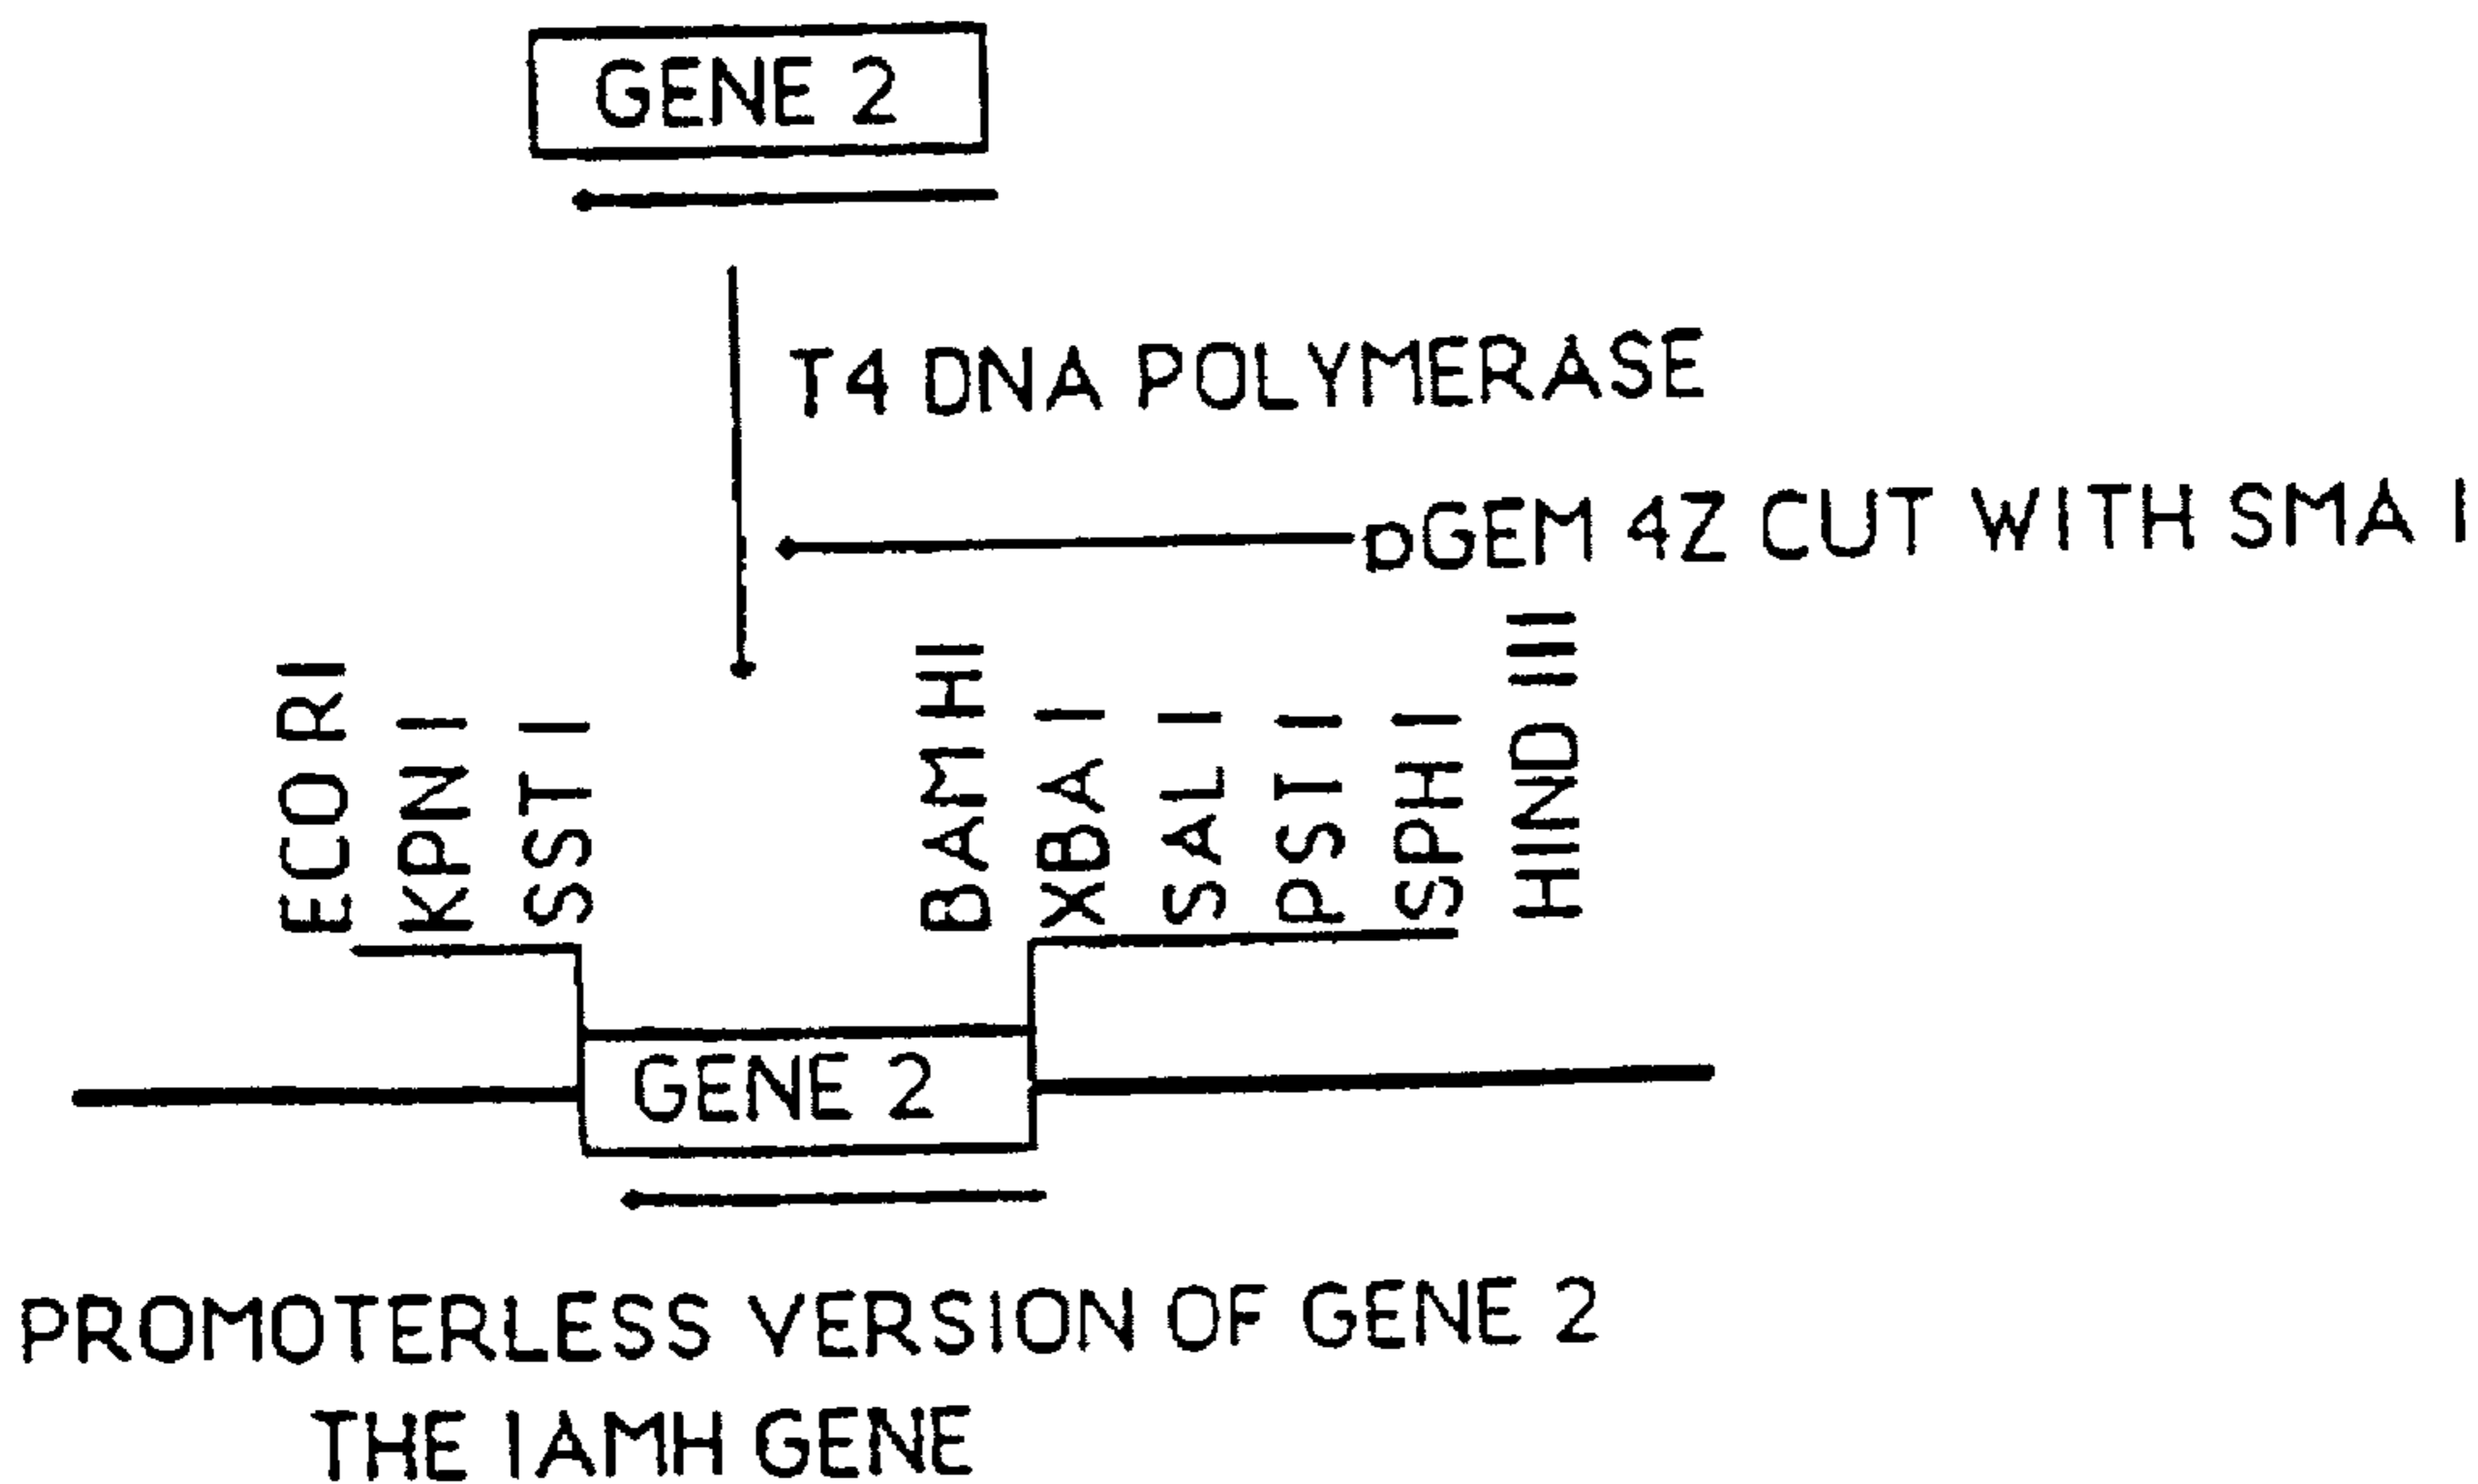 GENE 2
T4 DNA POLYMERASE
pGEM 4Z CUT WITH SMA I
ECO RI
KPN I
SST I
BAM HI
XBA I
SAL I
PST I
SPH I
HIND III
GENE 2
PROMOTERLESS VERSION OF GENE 2
THE IAMH GENE